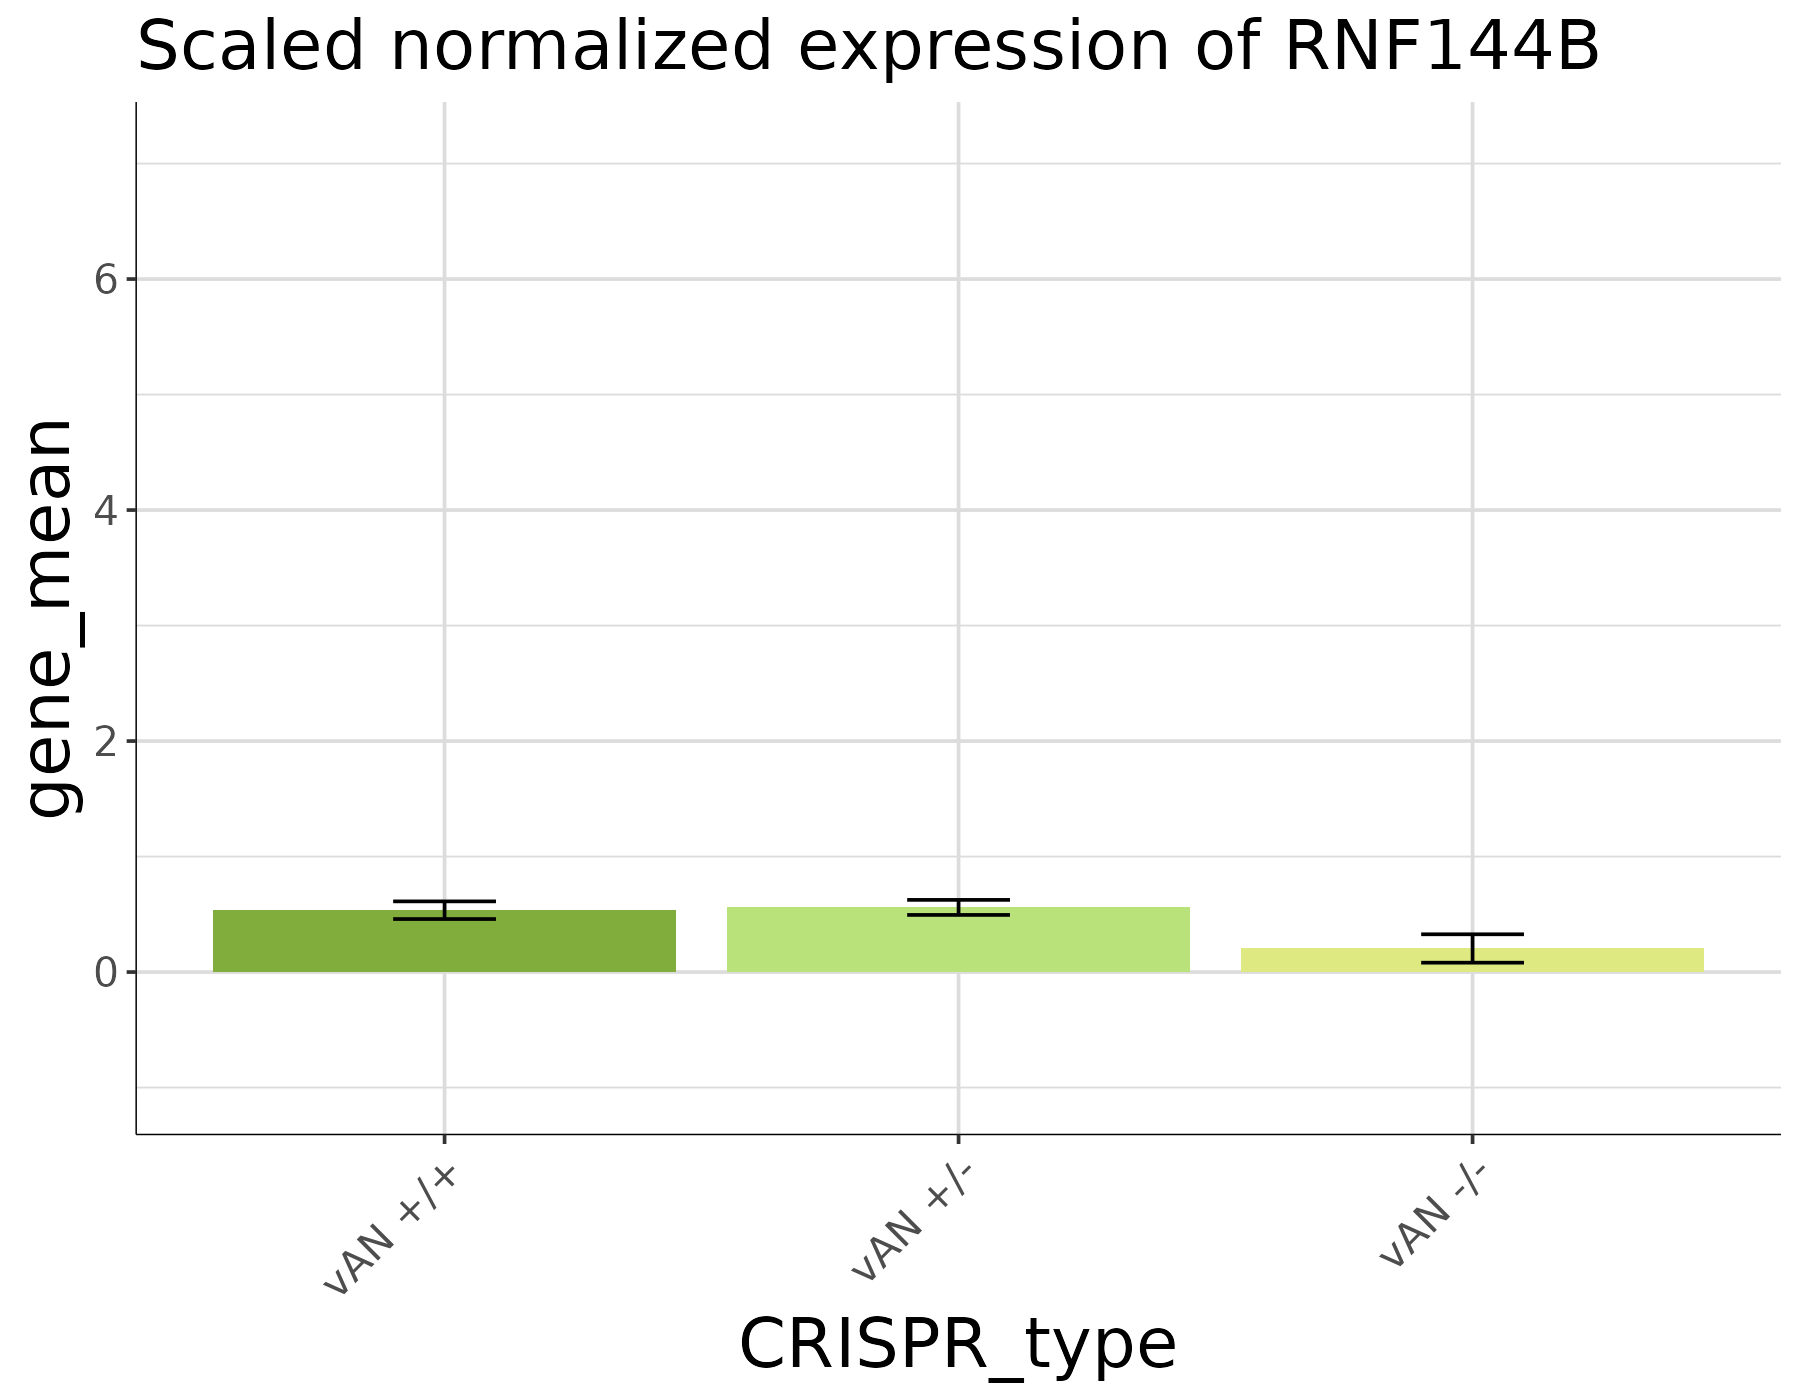 Scaled normalized expression of RNF144B
gene_mean
6
4
2
0
vAN +/+
vAN +/-
vAN -/-
CRISPR_type